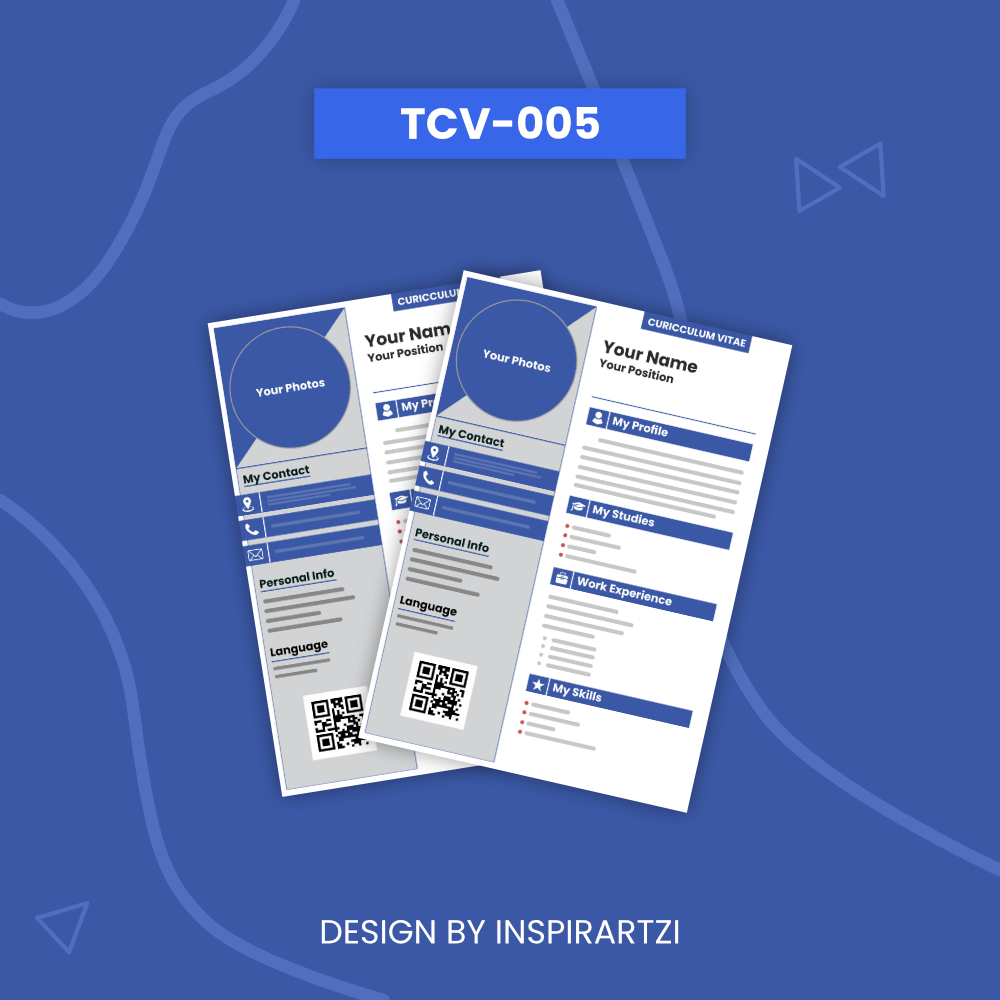 TCV-005
CURICCULU
Your Nam
Your Position
Your Photos
My Pr
My Contact
Personal Info
Language
CURICCULUM VITAE
Your Name
Your Position
Your Photos
My Profile
My Contact
My Studies
Personal Info
Work Experience
Language
My Skills
DESIGN BY INSPIRARTZI